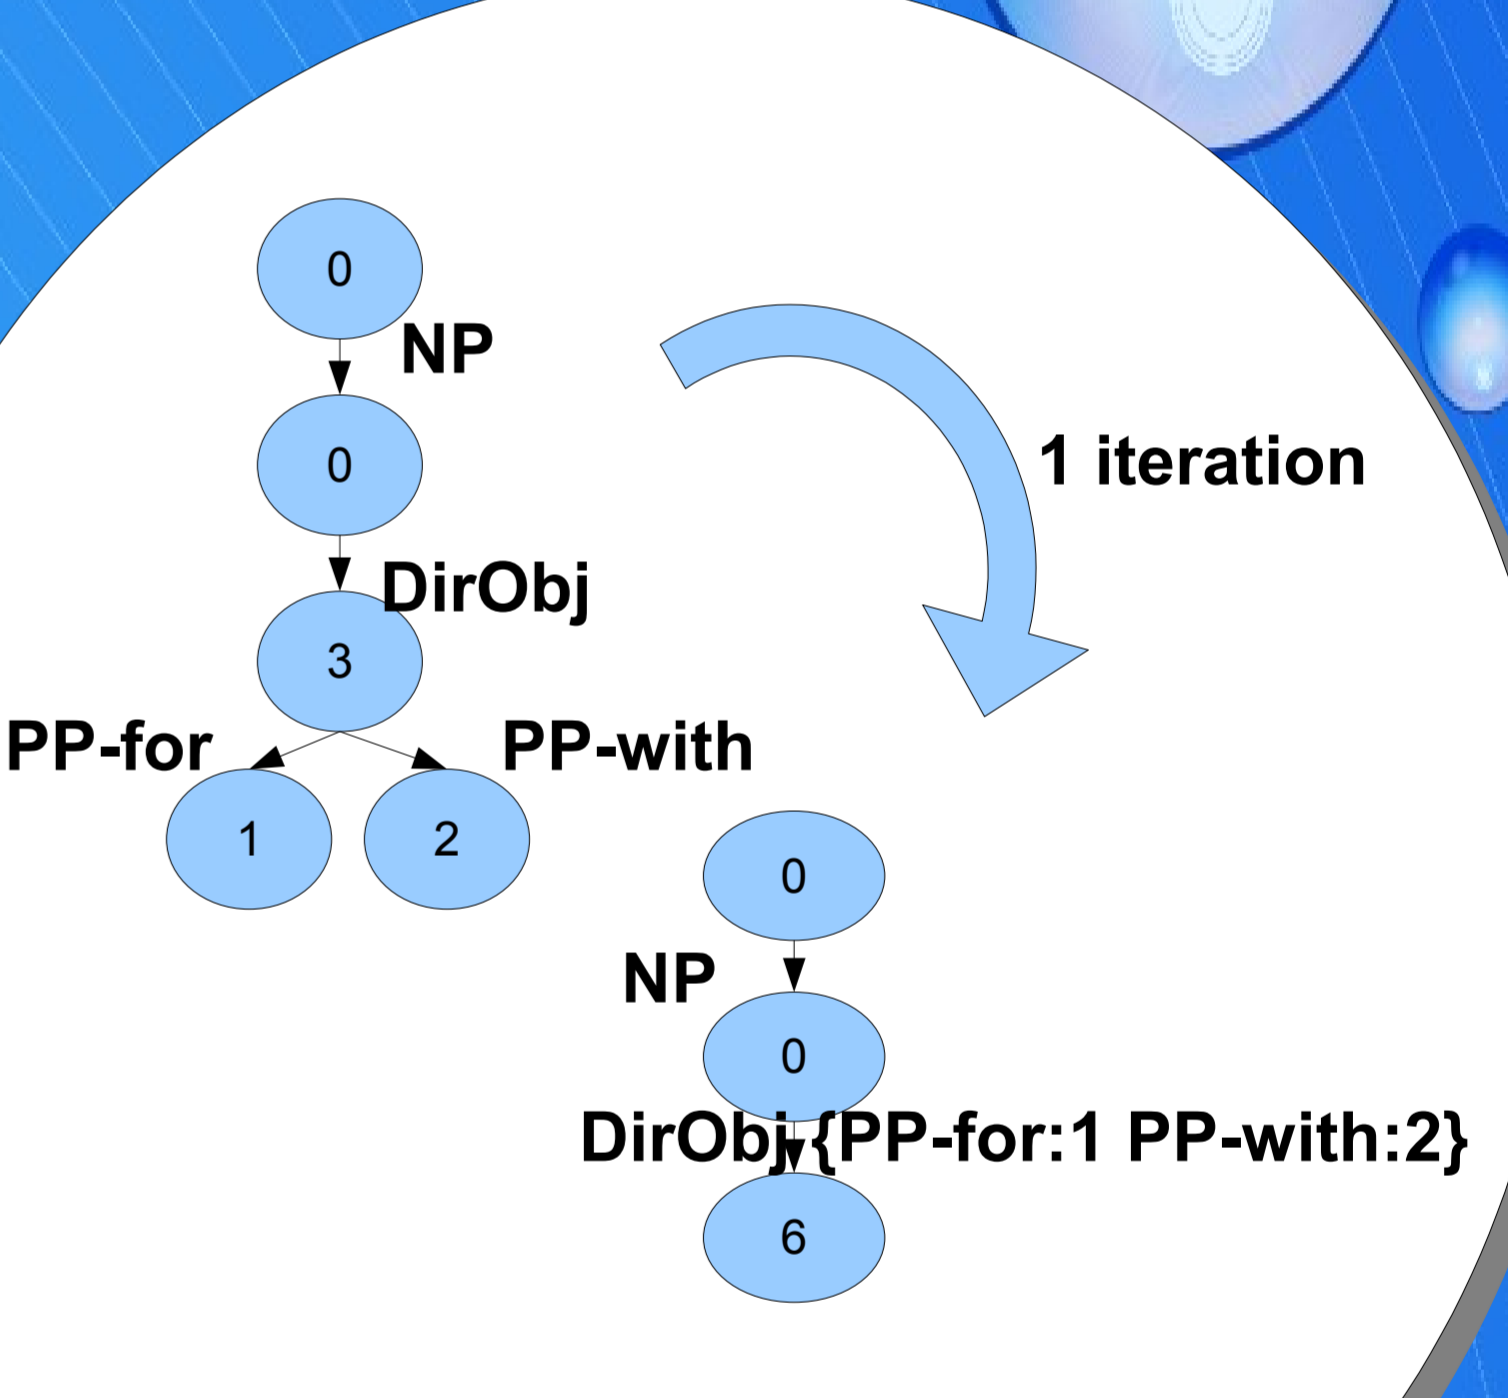 0
NP
0
DirObj
3
PP-for
PP-with
1
2
1 iteration
0
NP
0
DirObj {PP-for:1 PP-with:2}
6